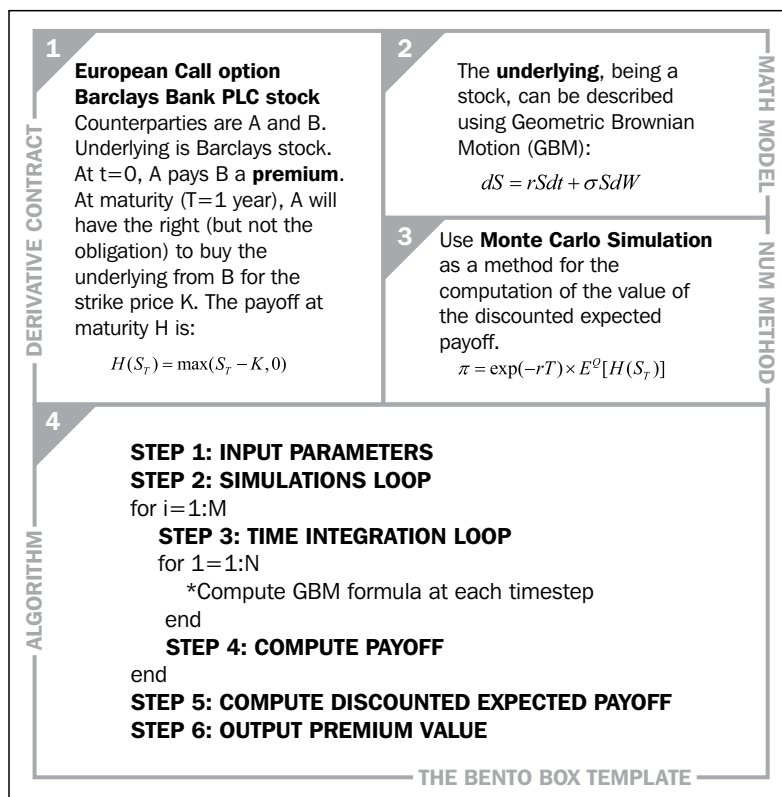 1
European Call option
Barclays Bank PLC stock
Counterparties are A and B.
Underlying is Barclays stock.
At t=0, A pays B a premium.
At maturity (T=1 year), A will
have the right (but not the
obligation) to buy the
underlying from B for the
strike price K. The payoff at
maturity H is:
H(S_T) = max(S_T − K, 0)
DERIVATIVE CONTRACT
2
The underlying, being a
stock, can be described
using Geometric Brownian
Motion (GBM):
dS = rSdt + σSdW
MATH MODEL
3
Use Monte Carlo Simulation
as a method for the
computation of the value of
the discounted expected
payoff.
π = exp(−rT) × E^Q[H(S_T)]
NUM METHOD
4
STEP 1: INPUT PARAMETERS
STEP 2: SIMULATIONS LOOP
for i=1:M
STEP 3: TIME INTEGRATION LOOP
for 1=1:N
*Compute GBM formula at each timestep
end
STEP 4: COMPUTE PAYOFF
end
STEP 5: COMPUTE DISCOUNTED EXPECTED PAYOFF
STEP 6: OUTPUT PREMIUM VALUE
ALGORITHM
THE BENTO BOX TEMPLATE